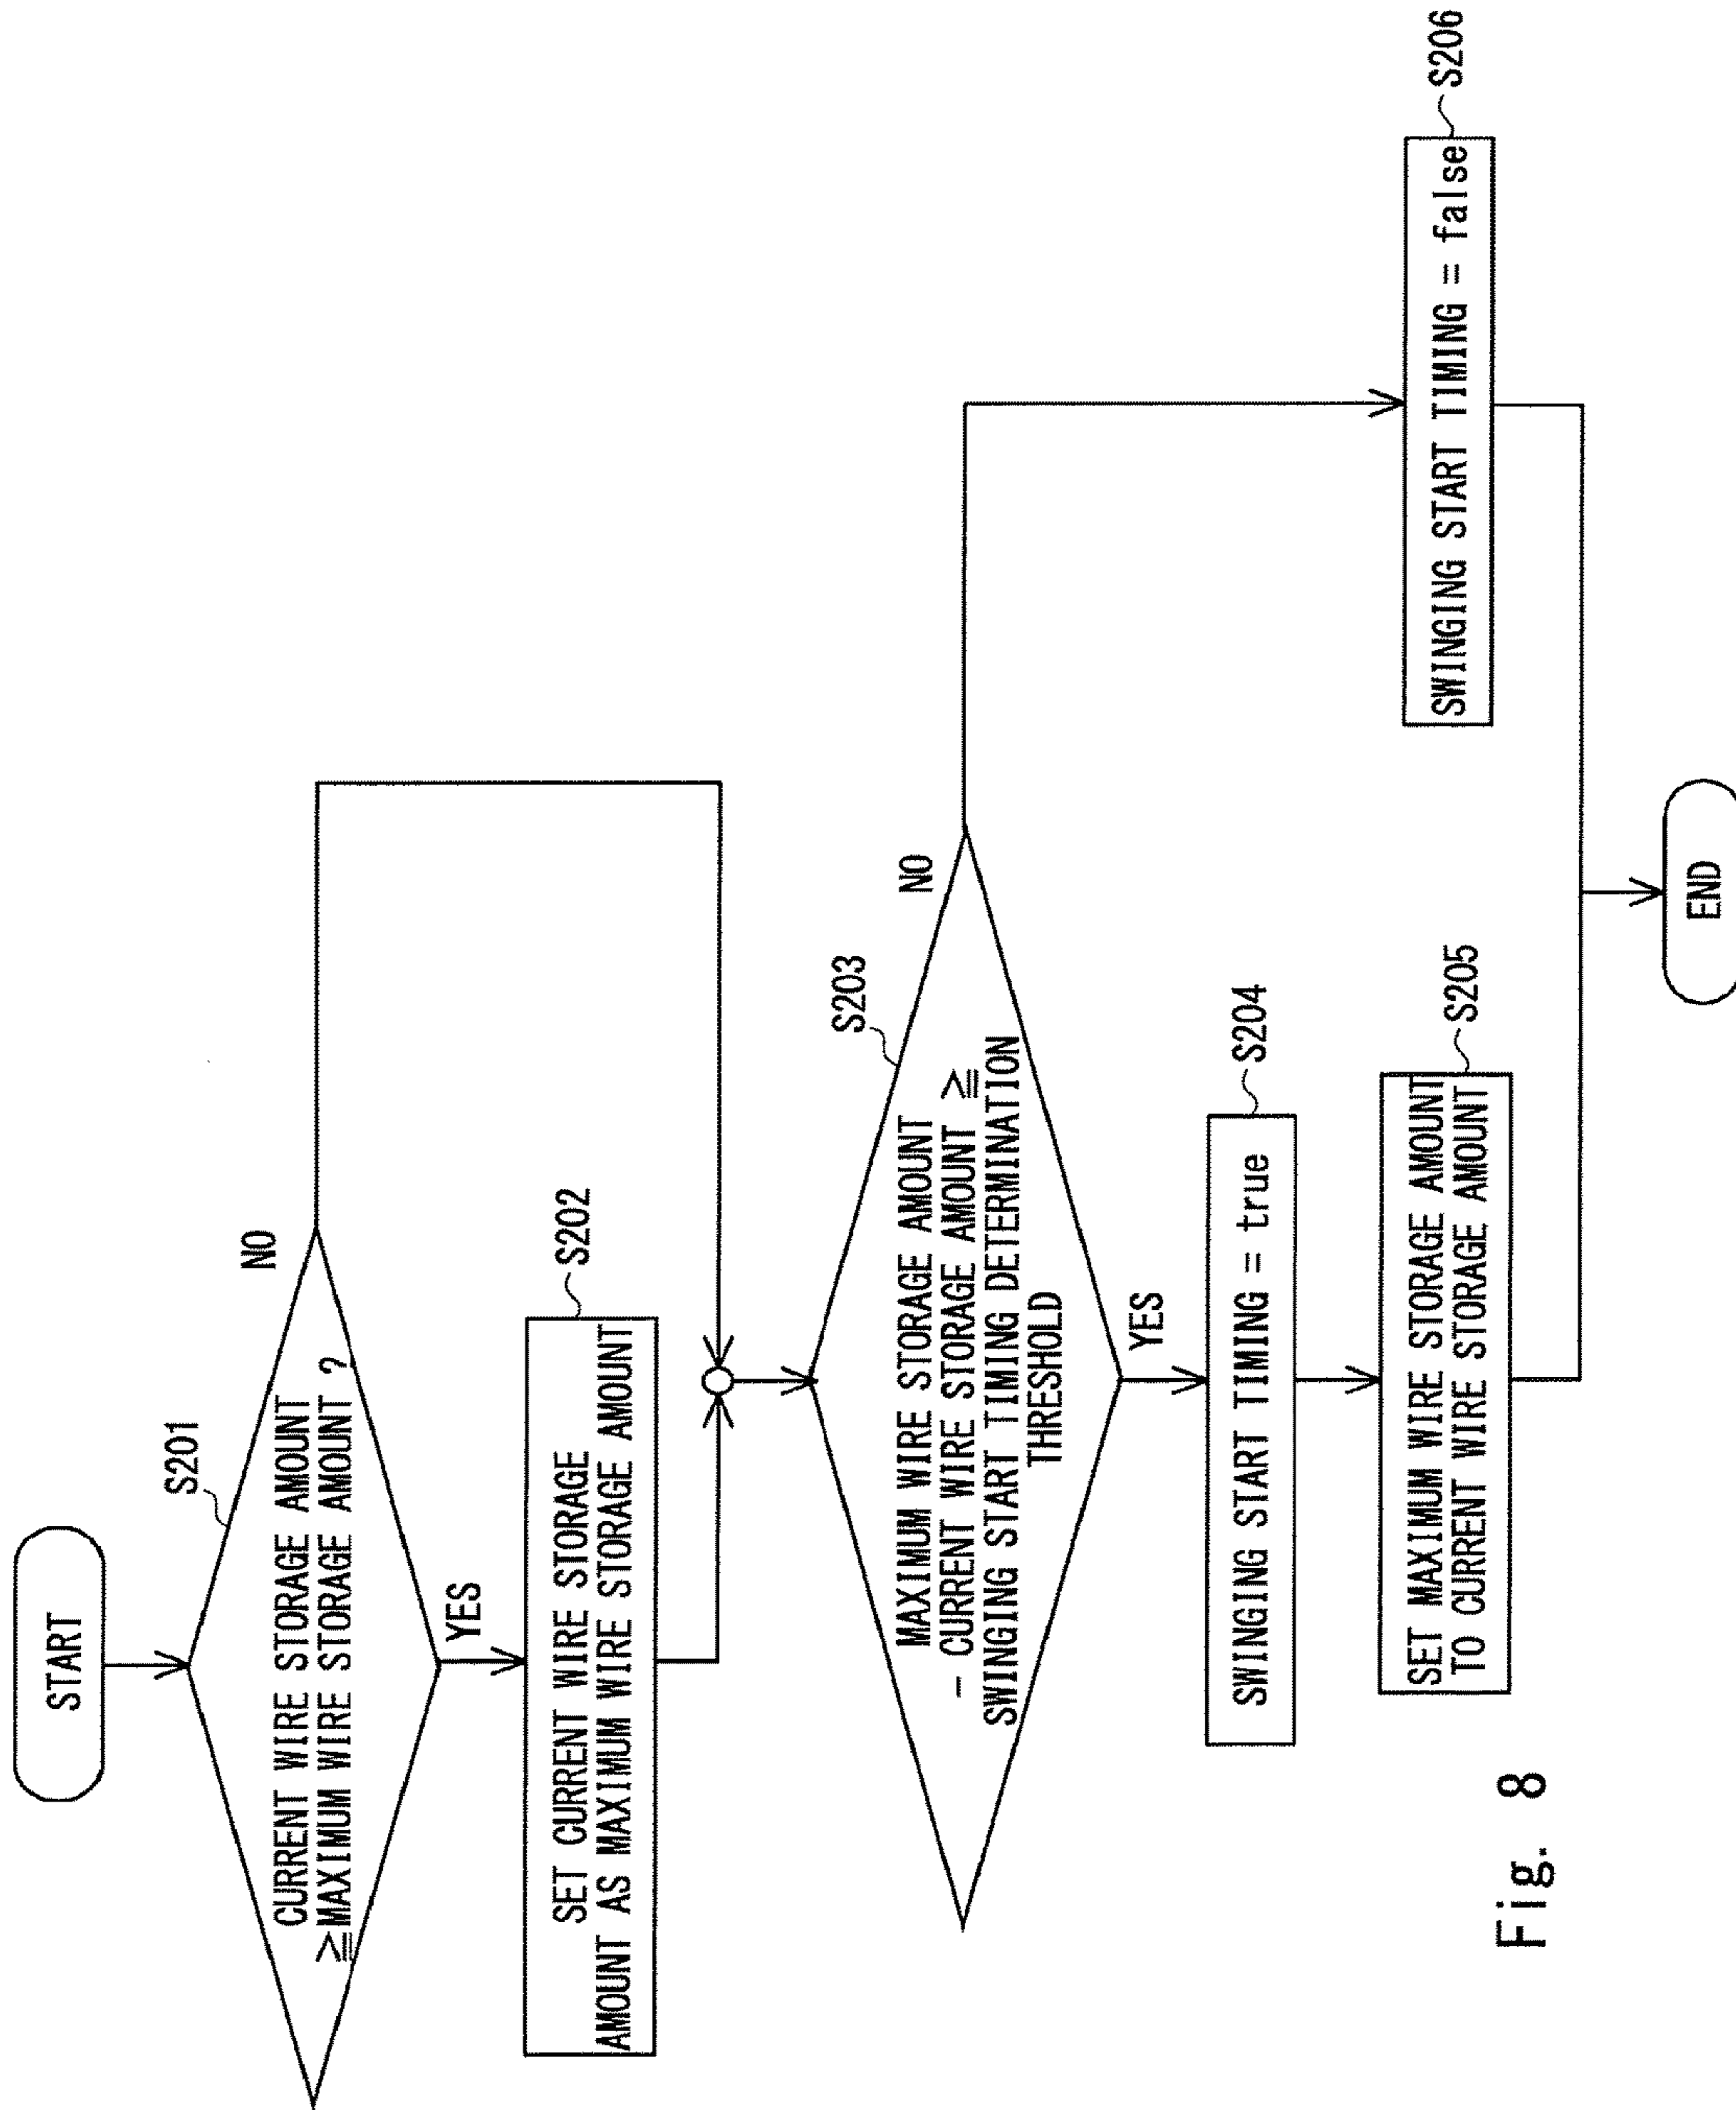 START
S201
CURRENT WIRE STORAGE AMOUNT
≧MAXIMUM WIRE STORAGE AMOUNT ?
NO
YES
S202
SET CURRENT WIRE STORAGE
AMOUNT AS MAXIMUM WIRE STORAGE AMOUNT
S203
MAXIMUM WIRE STORAGE AMOUNT
- CURRENT WIRE STORAGE AMOUNT ≧
SWINGING START TIMING DETERMINATION
THRESHOLD
NO
YES
S204
SWINGING START TIMING = true
S205
SET MAXIMUM WIRE STORAGE AMOUNT
TO CURRENT WIRE STORAGE AMOUNT
S206
SWINGING START TIMING = false
END
Fig. 8